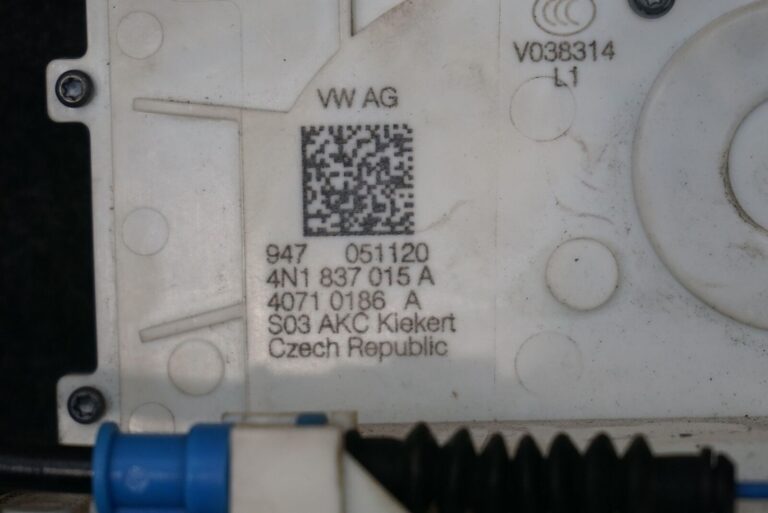 V038314
L1
VW AG
947 051120
4N1 837 015 A
4071 0186 A
S03 AKC Kiekert
Czech Republic